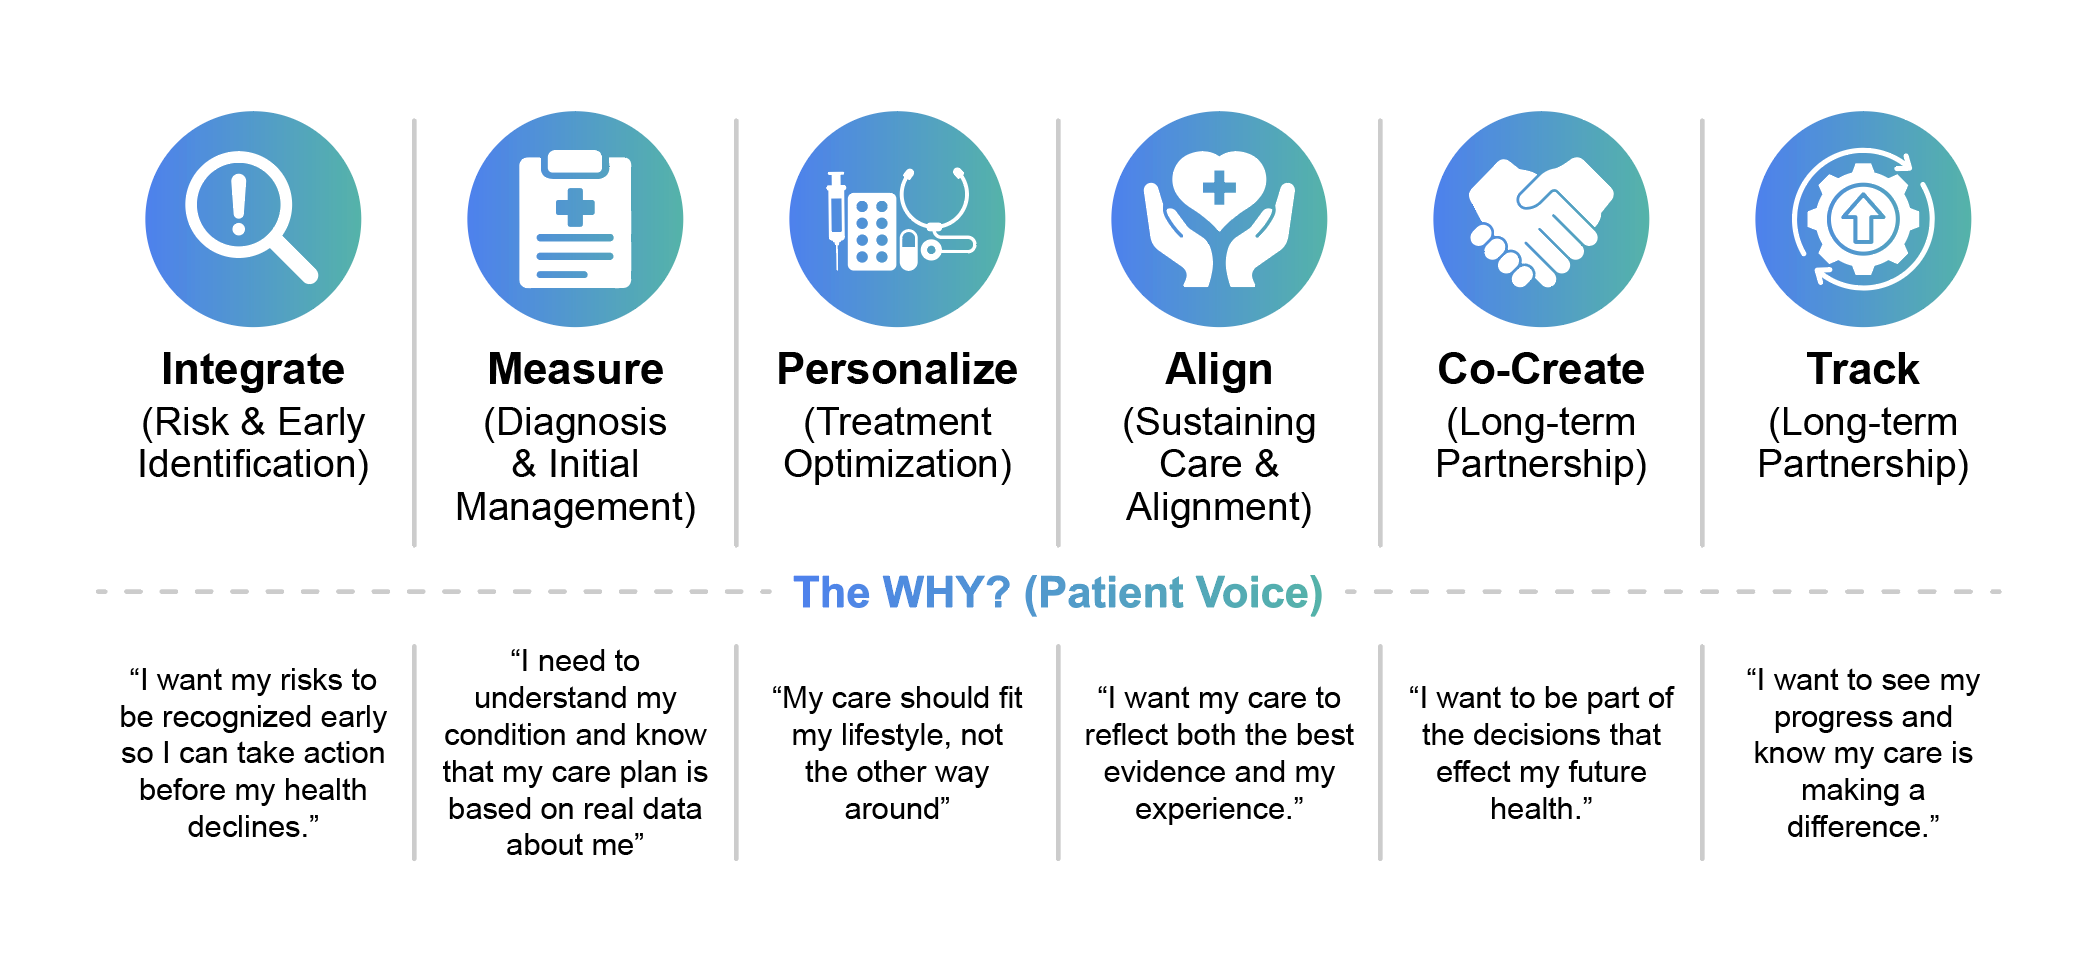 Integrate
(Risk & Early
Identification)
Measure
(Diagnosis
& Initial
Management)
Personalize
(Treatment
Optimization)
Align
(Sustaining
Care &
Alignment)
Co-Create
(Long-term
Partnership)
Track
(Long-term
Partnership)
The WHY? (Patient Voice)
“I want my risks to
be recognized early
so I can take action
before my health
declines.”
“I need to
understand my
condition and know
that my care plan is
based on real data
about me”
“My care should fit
my lifestyle, not
the other way
around”
“I want my care to
reflect both the best
evidence and my
experience.”
“I want to be part of
the decisions that
effect my future
health.”
“I want to see my
progress and
know my care is
making a
difference.”